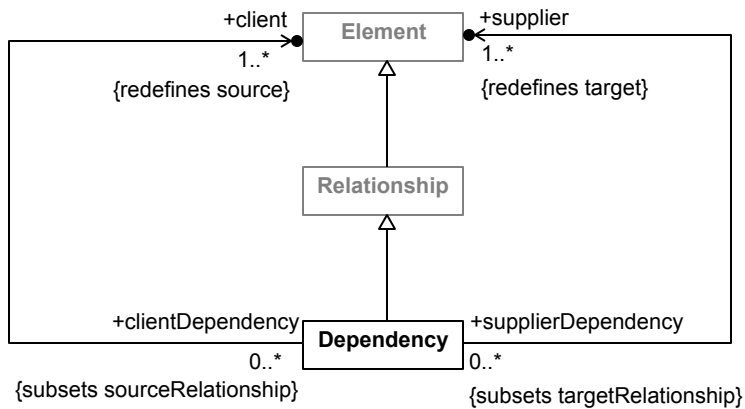 +client
Element
+supplier
1..*
1..*
{redefines source}
{redefines target}
Relationship
+clientDependency
Dependency
+supplierDependency
0..*
0..*
{subsets sourceRelationship}
{subsets targetRelationship}